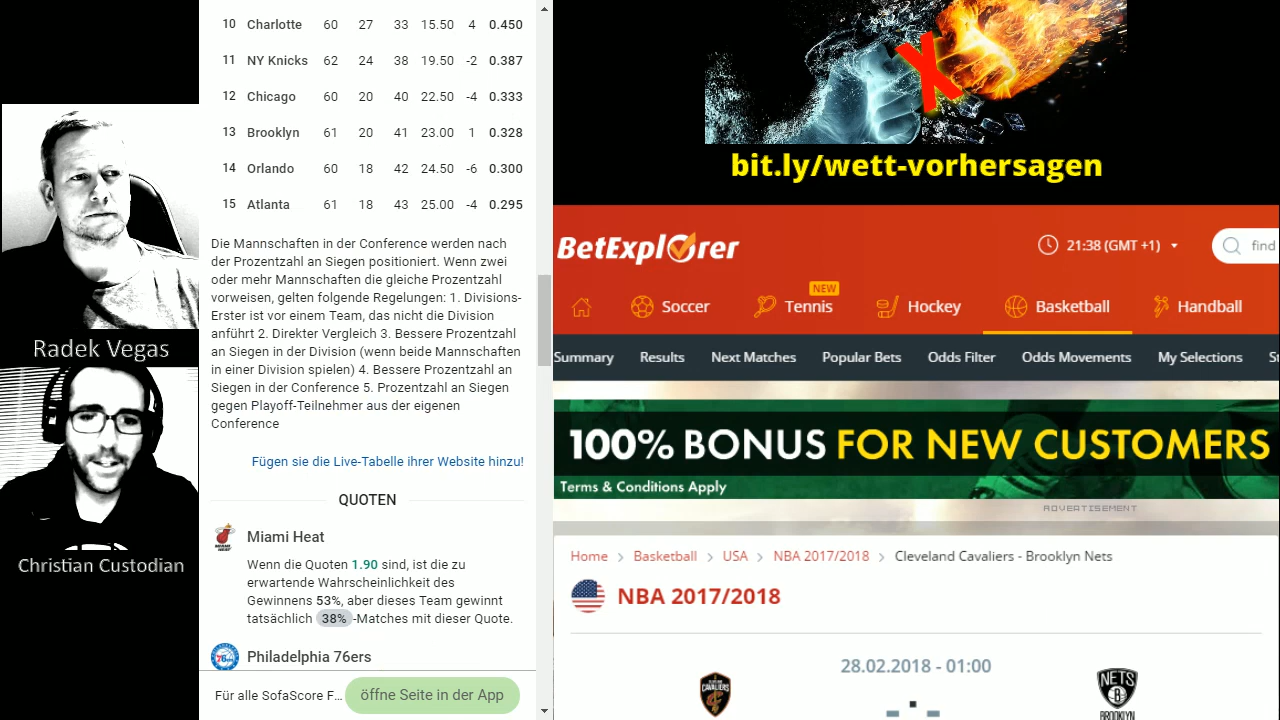 Radek Vegas
Christian Custodian
10 Charlotte 60 27 33 15.50 4 0.450
11 NY Knicks 62 24 38 19.50 -2 0.387
12 Chicago 60 20 40 22.50 -4 0.333
13 Brooklyn 61 20 41 23.00 1 0.328
14 Orlando 60 18 42 24.50 -6 0.300
15 Atlanta 61 18 43 25.00 -4 0.295
Die Mannschaften in der Conference werden nach
der Prozentzahl an Siegen positioniert. Wenn zwei
oder mehr Mannschaften die gleiche Prozentzahl
vorweisen, gelten folgende Regelungen: 1. Divisions-
Erster ist vor einem Team, das nicht die Division
anführt 2. Direkter Vergleich 3. Bessere Prozentzahl
an Siegen in der Division (wenn beide Mannschaften
in einer Division spielen) 4. Bessere Prozentzahl an
Siegen in der Conference 5. Prozentzahl an Siegen
gegen Playoff-Teilnehmer aus der eigenen
Conference
Fügen sie die Live-Tabelle ihrer Website hinzu!
QUOTEN
Miami Heat
Wenn die Quoten 1.90 sind, ist die zu
erwartende Wahrscheinlichkeit des
Gewinnens 53%, aber dieses Team gewinnt
tatsächlich 38% -Matches mit dieser Quote.
Philadelphia 76ers
Für alle SofaScore F... öffne Seite in der App
X
bit.ly/wett-vorhersagen
BetExplorer
21:38 (GMT +1)
find
NEW
Soccer Tennis Hockey Basketball Handball
Summary Results Next Matches Popular Bets Odds Filter Odds Movements My Selections
100% BONUS FOR NEW CUSTOMERS
Terms & Conditions Apply
ADVERTISEMENT
Home > Basketball > USA > NBA 2017/2018 > Cleveland Cavaliers - Brooklyn Nets
NBA 2017/2018
28.02.2018 - 01:00
CAVALIERS
NETS
B
BROOKLYN
- : -